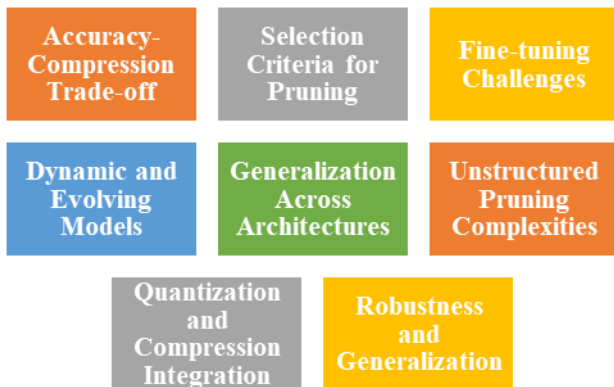 Accuracy-
Compression
Trade-off
Selection
Criteria for
Pruning
Fine-tuning
Challenges
Dynamic and
Evolving
Models
Generalization
Across
Architectures
Unstructured
Pruning
Complexities
Quantization
and
Compression
Integration
Robustness
and
Generalization